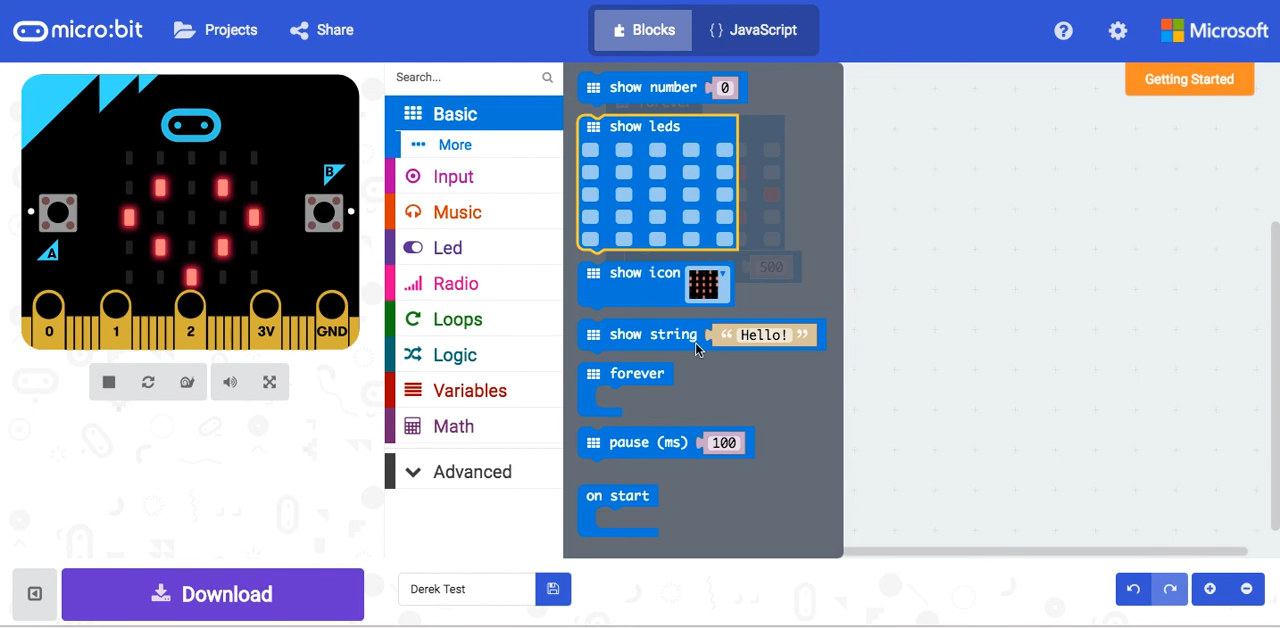 micro:bit Projects Share Blocks {} JavaScript ? Microsoft
Getting Started
Search...
Basic
More
Input
Music
Led
Radio
Loops
Logic
Variables
Math
Advanced
show number 0
show leds
show icon
show string “ Hello! ”
forever
pause (ms) 100
on start
forever
500
B
A
0 1 2 3V GND
Download
Derek Test